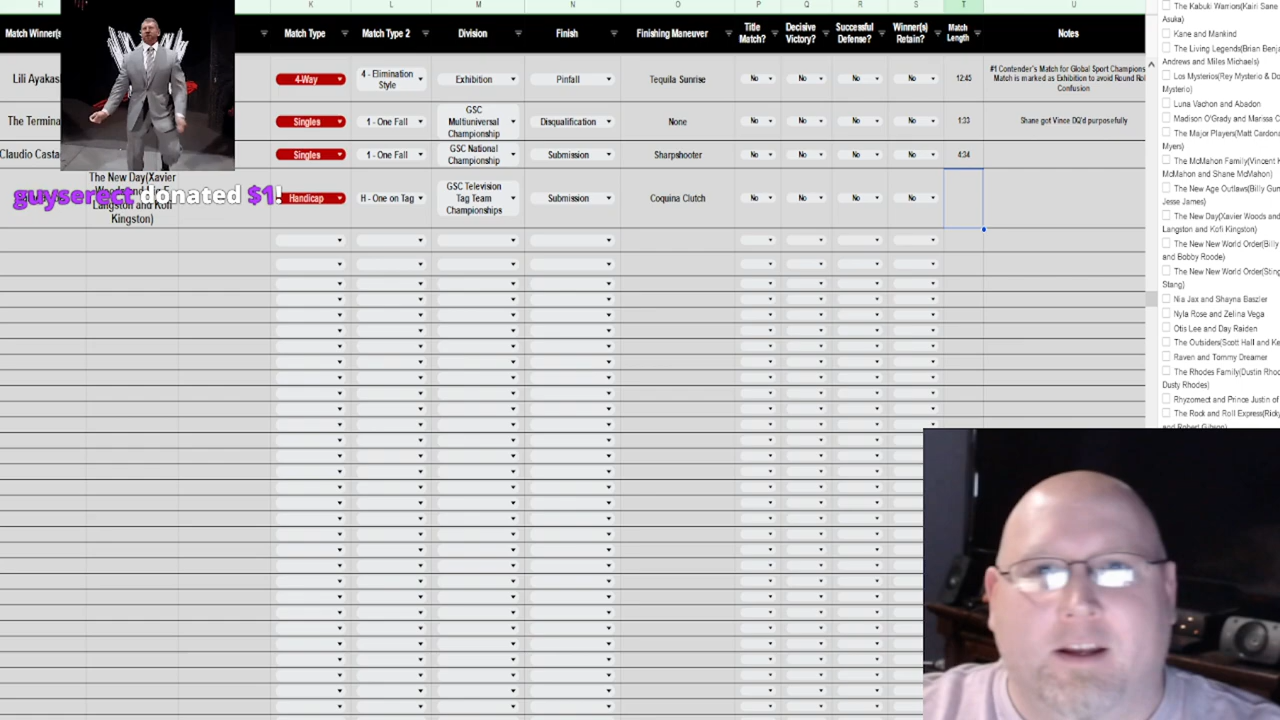 H K L M N O P Q R S T U
Match Winner(s) Match Type Match Type 2 Division Finish Finishing Maneuver Title Match? Decisive Victory? Successful Defense? Winner(s) Retain? Match Length Notes
Lili Ayakas 4-Way 4 - Elimination Style Exhibition Pinfall Tequila Sunrise No No No No 12:45 #1 Contender's Match for Global Sport Champions
Match is marked as Exhibition to avoid Round Rol
Confusion
The Termina Singles 1 - One Fall GSC Multiuniversal Championship Disqualification None No No No No 1:33 Shane got Vince DQ'd purposefully
Claudio Casta Singles 1 - One Fall GSC National Championship Submission Sharpshooter No No No No 4:34
The New Day(Xavier
Langston and Kofi
Kingston)
Handicap H - One on Tag GSC Television Tag Team Championships Submission Coquina Clutch No No No No
guyserect donated $1!
The Kabuki Warriors(Kairi Sane
Asuka)
Kane and Mankind
The Living Legends(Brian Benj
Andrews and Miles Michaels)
Los Mysterios(Rey Mysterio & Do
Mysterio)
Luna Vachon and Abadon
Madison O'Grady and Marissa C
The Major Players(Matt Cardon
Myers)
The McMahon Family(Vincent
McMahon and Shane McMahon)
The New Age Outlaws(Billy Gun
Jesse James)
The New Day(Xavier Woods and
Langston and Kofi Kingston)
The New New World Order(Billy
and Bobby Roode)
The New New World Order(Sting
Stang)
Nia Jax and Shayna Baszler
Nyla Rose and Zelina Vega
Otis Lee and Day Raiden
The Outsiders(Scott Hall and Ke
Raven and Tommy Dreamer
The Rhodes Family(Dustin Rhod
Dusty Rhodes)
Rhyzomect and Prince Justin of
The Rock and Roll Express(Ricky
and Robert Gibson)